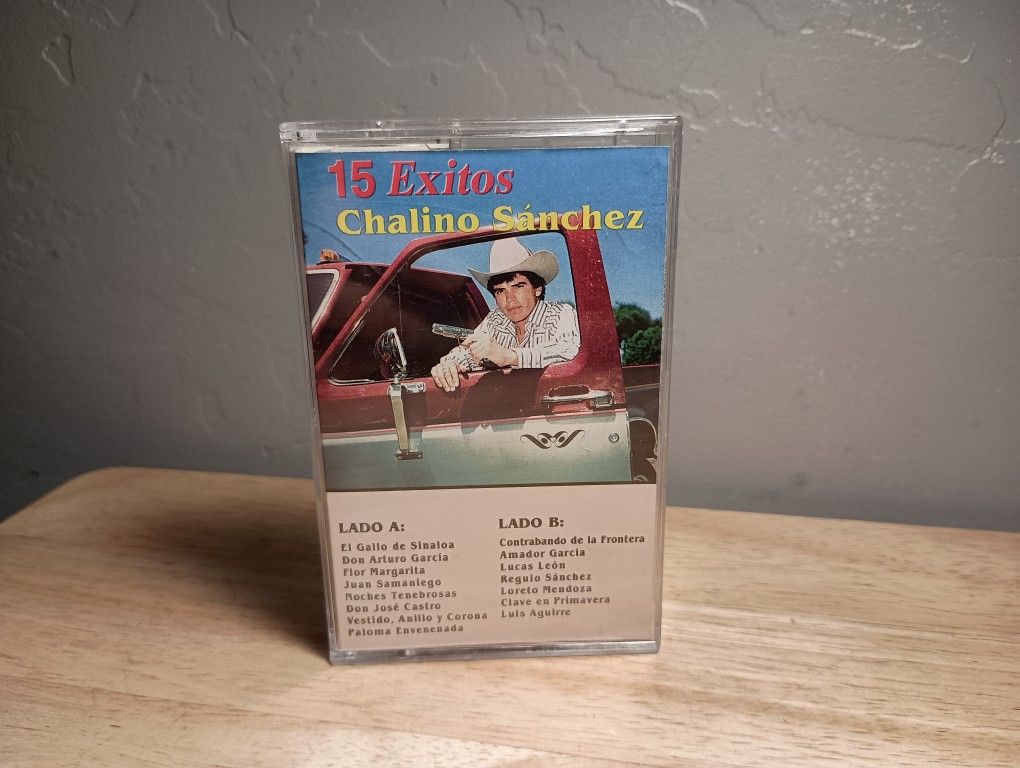 15 Exitos
Chalino Sánchez
LADO A:
El Gallo de Sinaloa
Don Arturo García
Flor Margarita
Juan Samaniego
Noches Tenebrosas
Don José Castro
Vestido, Anillo y Corona
Paloma Envenenada
LADO B:
Contrabando de la Frontera
Amador García
Lucas León
Regulo Sánchez
Loreto Mendoza
Clave en Primavera
Luis Aguirre